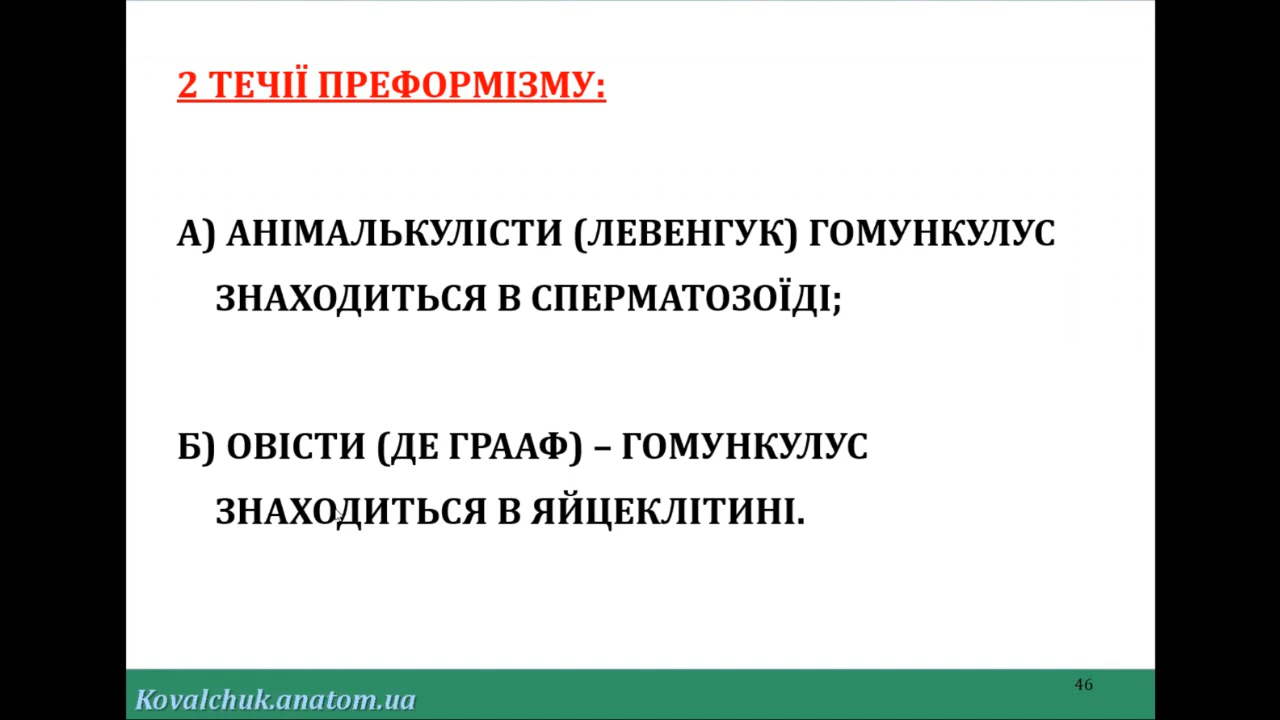 2 ТЕЧІЇ ПРЕФОРМІЗМУ:
А) АНІМАЛЬКУЛІСТИ (ЛЕВЕНГУК) ГОМУНКУЛУС
ЗНАХОДИТЬСЯ В СПЕРМАТОЗОЇДІ;
Б) ОВІСТИ (ДЕ ГРААФ) – ГОМУНКУЛУС
ЗНАХОДИТЬСЯ В ЯЙЦЕКЛІТИНІ.
46
Kovalchuk.anatom.ua